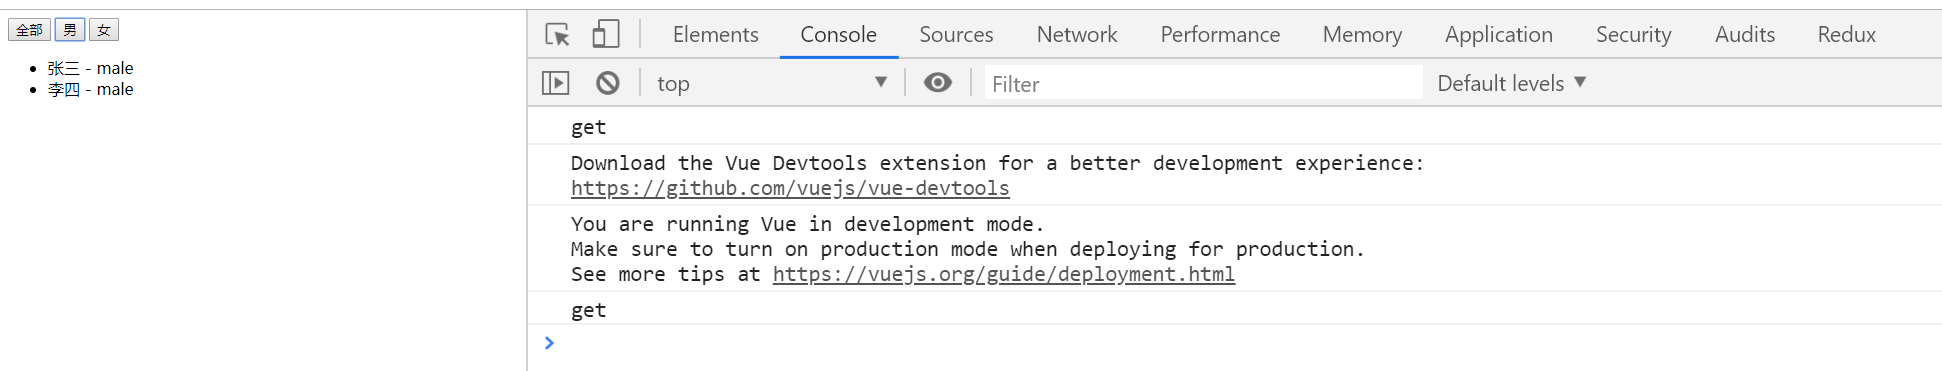 全部 男 女
张三 - male
李四 - male
Elements Console Sources Network Performance Memory Application Security Audits Redux
top Filter Default levels
get
Download the Vue Devtools extension for a better development experience:
https://github.com/vuejs/vue-devtools
You are running Vue in development mode.
Make sure to turn on production mode when deploying for production.
See more tips at https://vuejs.org/guide/deployment.html
get